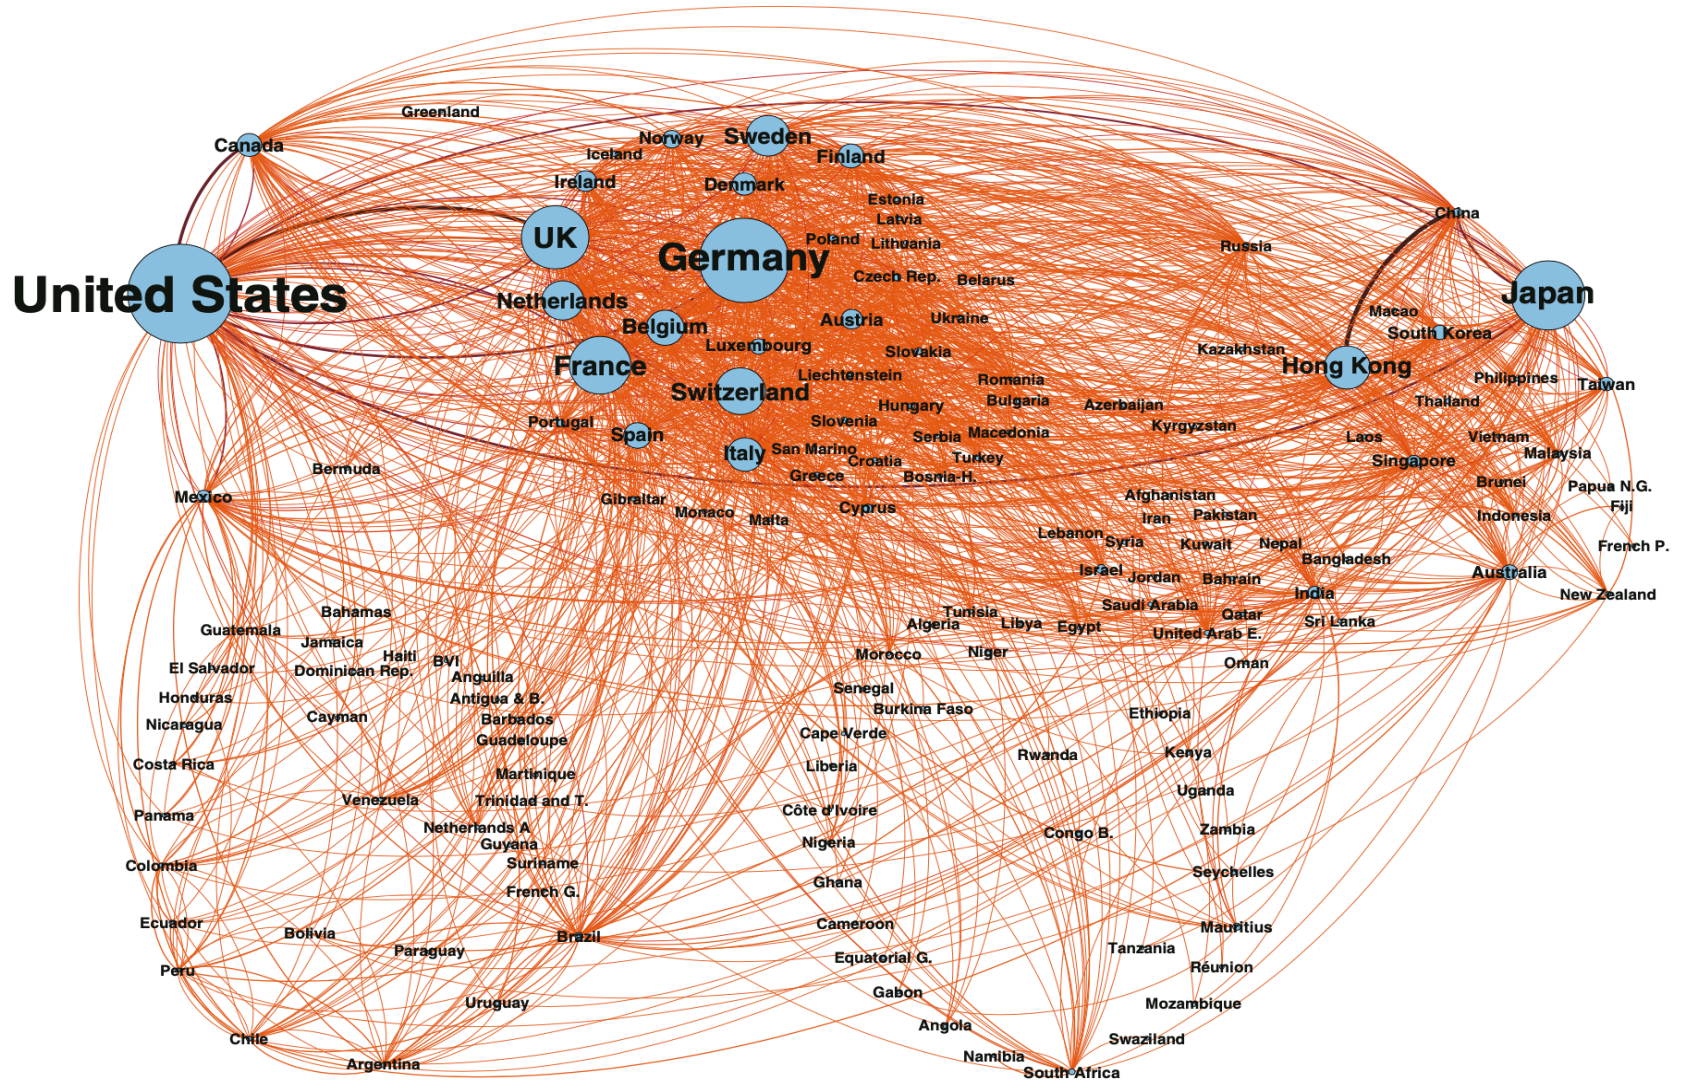 Greenland
Canada
Norway
Sweden
Iceland
Finland
Ireland
Denmark
Estonia
China
Latvia
UK
Poland
Lithuania
Russia
Germany
Czech Rep.
Belarus
United States
Japan
Netherlands
Macao
Belgium
Austria
Ukraine
South Korea
Luxembourg
Slovakia
Kazakhstan
France
Hong Kong
Liechtenstein
Romania
Philippines
Taiwan
Switzerland
Bulgaria
Thailand
Hungary
Azerbaijan
Portugal
Slovenia
Kyrgyzstan
Spain
Serbia
Macedonia
Laos
Vietnam
Italy
San Marino
Croatia
Turkey
Singapore
Malaysia
Bermuda
Greece
Bosnia-H.
Brunei
Papua N.G.
Mexico
Gibraltar
Monaco
Malta
Cyprus
Afghanistan
Fiji
Iran
Pakistan
Indonesia
Lebanon
Syria
Kuwait
Nepal
French P.
Bangladesh
Israel
Jordan
Bahrain
Australia
India
New Zealand
Bahamas
Tunisia
Saudi Arabia
Qatar
Guatemala
Jamaica
Algeria
Libya
Egypt
United Arab E.
Sri Lanka
Haiti
BVI
Morocco
Niger
Oman
El Salvador
Dominican Rep.
Anguilla
Honduras
Antigua & B.
Senegal
Nicaragua
Cayman
Barbados
Burkina Faso
Ethiopia
Guadeloupe
Cape Verde
Costa Rica
Martinique
Liberia
Rwanda
Kenya
Venezuela
Trinidad and T.
Uganda
Panama
Netherlands A
Côte d'Ivoire
Congo B.
Zambia
Guyana
Nigeria
Colombia
Suriname
Seychelles
French G.
Ghana
Ecuador
Bolivia
Brazil
Cameroon
Mauritius
Paraguay
Tanzania
Peru
Equatorial G.
Réunion
Uruguay
Gabon
Mozambique
Chile
Angola
Swaziland
Argentina
Namibia
South Africa